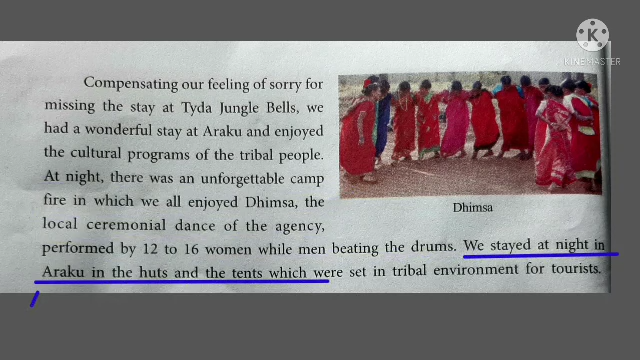 K
KINEMASTER
Compensating our feeling of sorry for
missing the stay at Tyda Jungle Bells, we
had a wonderful stay at Araku and enjoyed
the cultural programs of the tribal people.
At night, there was an unforgettable camp
fire in which we all enjoyed Dhimsa, the
local ceremonial dance of the agency,
performed by 12 to 16 women while men beating the drums. We stayed at night in
Araku in the huts and the tents which were set in tribal environment for tourists.
Dhimsa